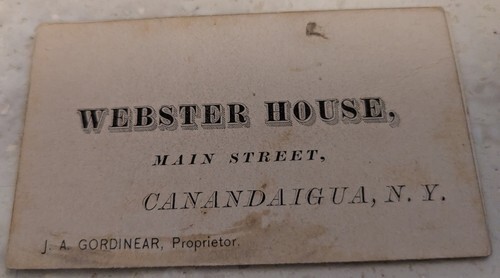 WEBSTER HOUSE,
MAIN STREET,
CANANDAIGUA, N. Y.
J. A. GORDINEAR, Proprietor.